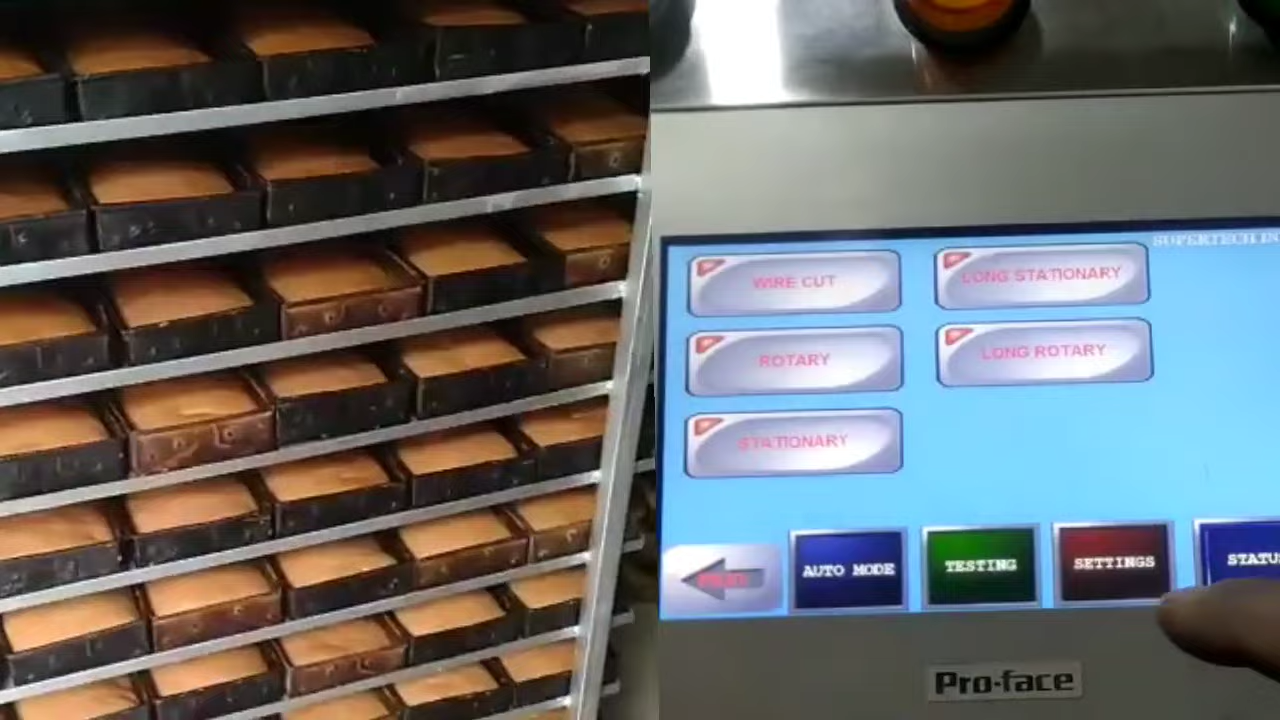 SUPERTECH IN
WIRE CUT
LONG STATIONARY
ROTARY
LONG ROTARY
STATIONARY
AUTO MODE
TESTING
SETTINGS
STATUS
Pro-face